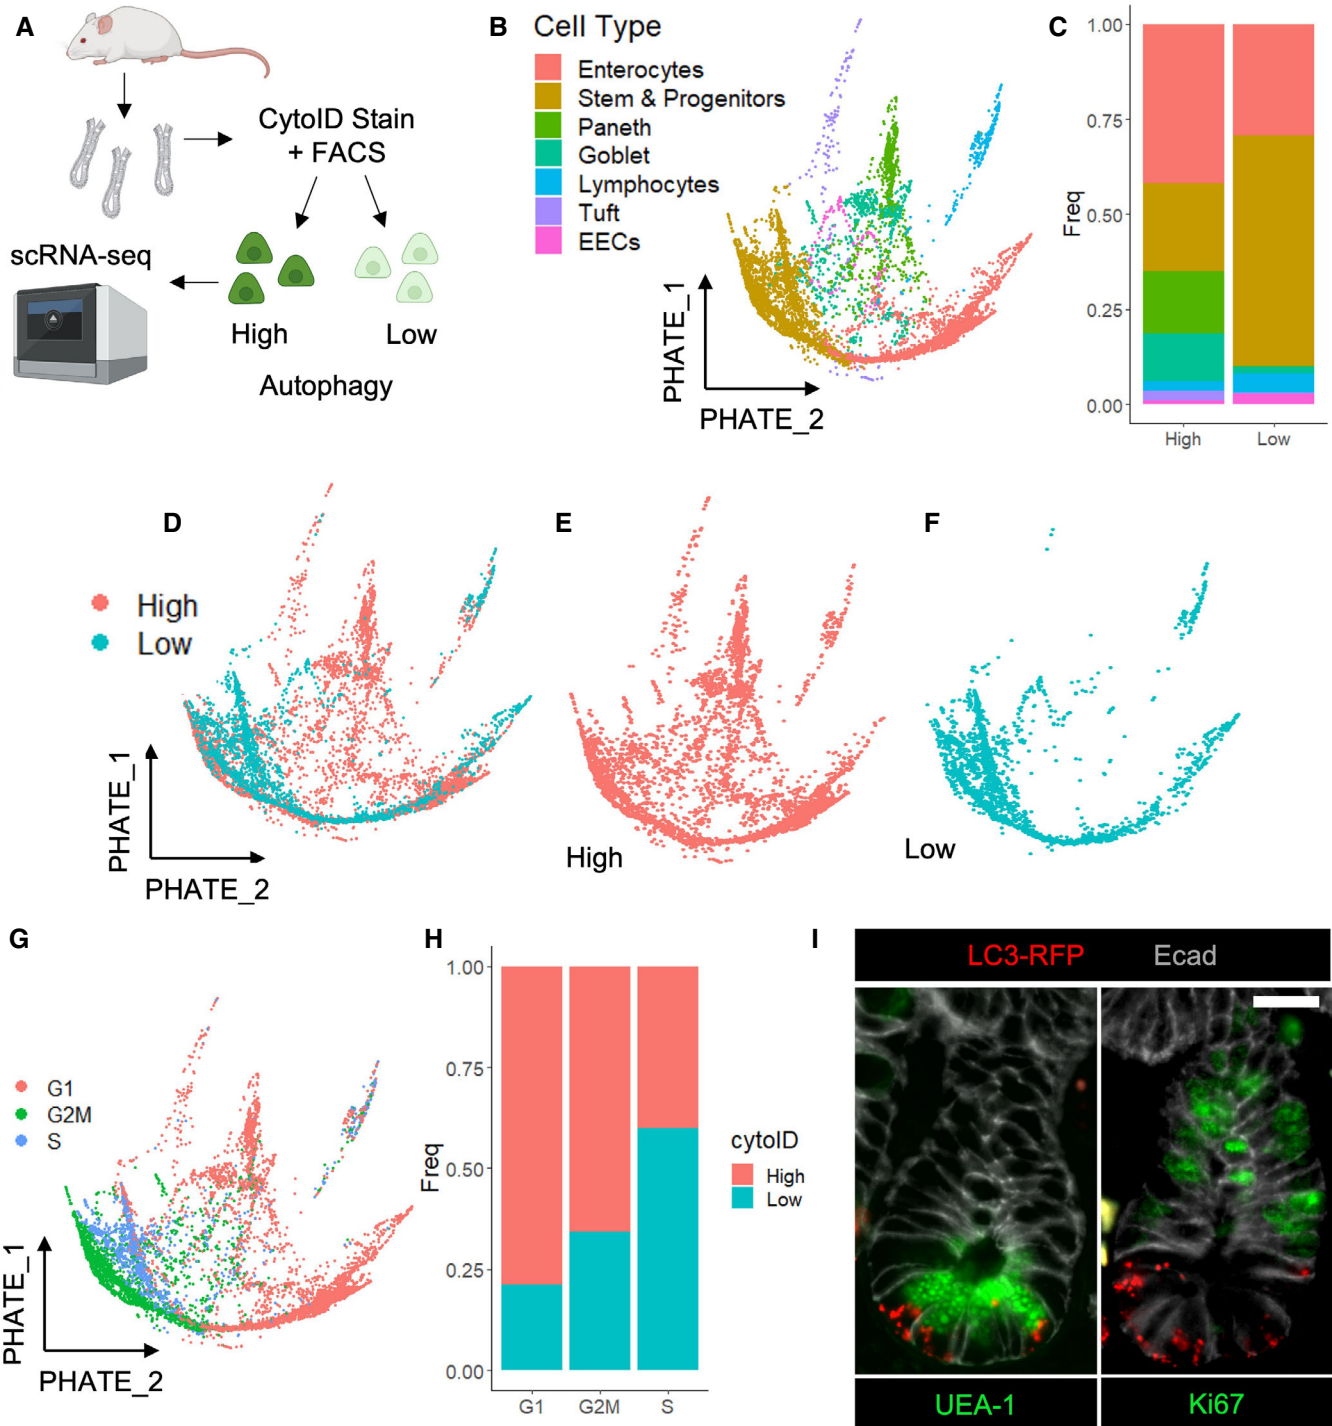 A
CytoID Stain
+ FACS
scRNA-seq
High
Low
Autophagy
B
Cell Type
Enterocytes
Stem & Progenitors
Paneth
Goblet
Lymphocytes
Tuft
EECs
PHATE_1
PHATE_2
C
1.00
0.75
0.50
0.25
0.00
Freq
High
Low
D
High
Low
PHATE_1
PHATE_2
E
High
F
Low
G
G1
G2M
S
PHATE_1
PHATE_2
H
1.00
0.75
0.50
0.25
0.00
Freq
G1
G2M
S
cytoID
High
Low
I
LC3-RFP
Ecad
UEA-1
Ki67